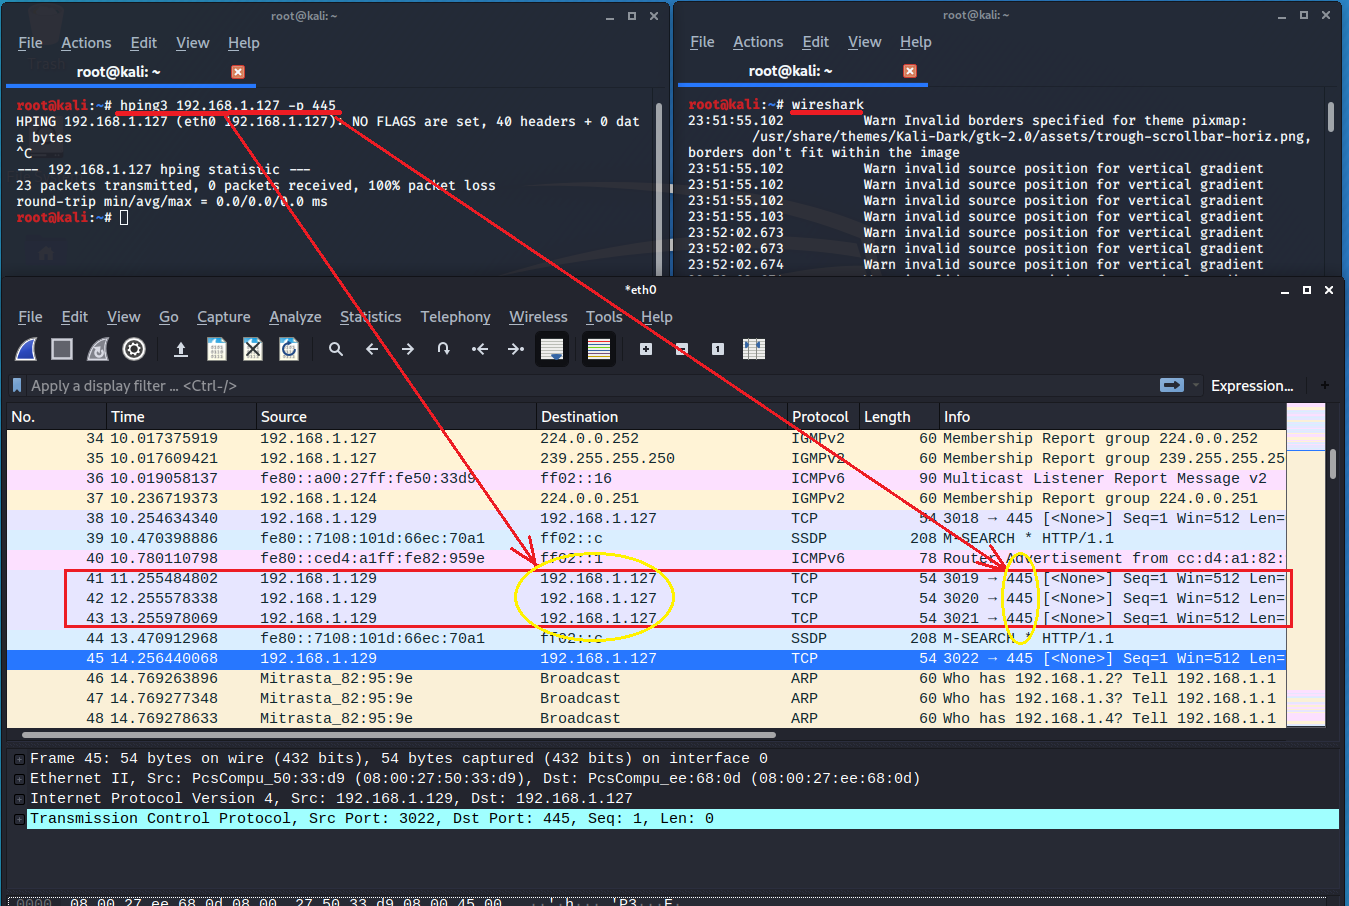 root@kali: ~
File Actions Edit View Help
root@kali: ~
root@kali:~# hping3 192.168.1.127 -p 445
HPING 192.168.1.127 (eth0 192.168.1.127): NO FLAGS are set, 40 headers + 0 dat
a bytes
^C
--- 192.168.1.127 hping statistic ---
23 packets transmitted, 0 packets received, 100% packet loss
round-trip min/avg/max = 0.0/0.0/0.0 ms
root@kali:~#
root@kali: ~
File Actions Edit View Help
root@kali: ~
root@kali:~# wireshark
23:51:55.102 Warn Invalid borders specified for theme pixmap:
/usr/share/themes/Kali-Dark/gtk-2.0/assets/trough-scrollbar-horiz.png,
borders don't fit within the image
23:51:55.102 Warn invalid source position for vertical gradient
23:51:55.102 Warn invalid source position for vertical gradient
23:51:55.102 Warn invalid source position for vertical gradient
23:51:55.103 Warn invalid source position for vertical gradient
23:52:02.673 Warn invalid source position for vertical gradient
23:52:02.673 Warn invalid source position for vertical gradient
23:52:02.674 Warn invalid source position for vertical gradient
*eth0
File Edit View Go Capture Analyze Statistics Telephony Wireless Tools Help
Apply a display filter ... <Ctrl-/> Expression...
No. Time Source Destination Protocol Length Info
34 10.017375919 192.168.1.127 224.0.0.252 IGMPv2 60 Membership Report group 224.0.0.252
35 10.017609421 192.168.1.127 239.255.255.250 IGMPv2 60 Membership Report group 239.255.255.25
36 10.019058137 fe80::a00:27ff:fe50:33d9 ff02::16 ICMPv6 90 Multicast Listener Report Message v2
37 10.236719373 192.168.1.124 224.0.0.251 IGMPv2 60 Membership Report group 224.0.0.251
38 10.254634340 192.168.1.129 192.168.1.127 TCP 54 3018 → 445 [<None>] Seq=1 Win=512 Len=
39 10.470398886 fe80::7108:101d:66ec:70a1 ff02::c SSDP 208 M-SEARCH * HTTP/1.1
40 10.780110798 fe80::ced4:a1ff:fe82:959e ff02::1 ICMPv6 78 Router Advertisement from cc:d4:a1:82:
41 11.255484802 192.168.1.129 192.168.1.127 TCP 54 3019 → 445 [<None>] Seq=1 Win=512 Len=
42 12.255578338 192.168.1.129 192.168.1.127 TCP 54 3020 → 445 [<None>] Seq=1 Win=512 Len=
43 13.255978069 192.168.1.129 192.168.1.127 TCP 54 3021 → 445 [<None>] Seq=1 Win=512 Len=
44 13.470912968 fe80::7108:101d:66ec:70a1 ff02::c SSDP 208 M-SEARCH * HTTP/1.1
45 14.256440068 192.168.1.129 192.168.1.127 TCP 54 3022 → 445 [<None>] Seq=1 Win=512 Len=
46 14.769263896 Mitrasta_82:95:9e Broadcast ARP 60 Who has 192.168.1.2? Tell 192.168.1.1
47 14.769277348 Mitrasta_82:95:9e Broadcast ARP 60 Who has 192.168.1.3? Tell 192.168.1.1
48 14.769278633 Mitrasta_82:95:9e Broadcast ARP 60 Who has 192.168.1.4? Tell 192.168.1.1
Frame 45: 54 bytes on wire (432 bits), 54 bytes captured (432 bits) on interface 0
Ethernet II, Src: PcsCompu_50:33:d9 (08:00:27:50:33:d9), Dst: PcsCompu_ee:68:0d (08:00:27:ee:68:0d)
Internet Protocol Version 4, Src: 192.168.1.129, Dst: 192.168.1.127
Transmission Control Protocol, Src Port: 3022, Dst Port: 445, Seq: 1, Len: 0
0000 08 00 27 ee 68 0d 08 00 27 50 33 d9 08 00 45 00